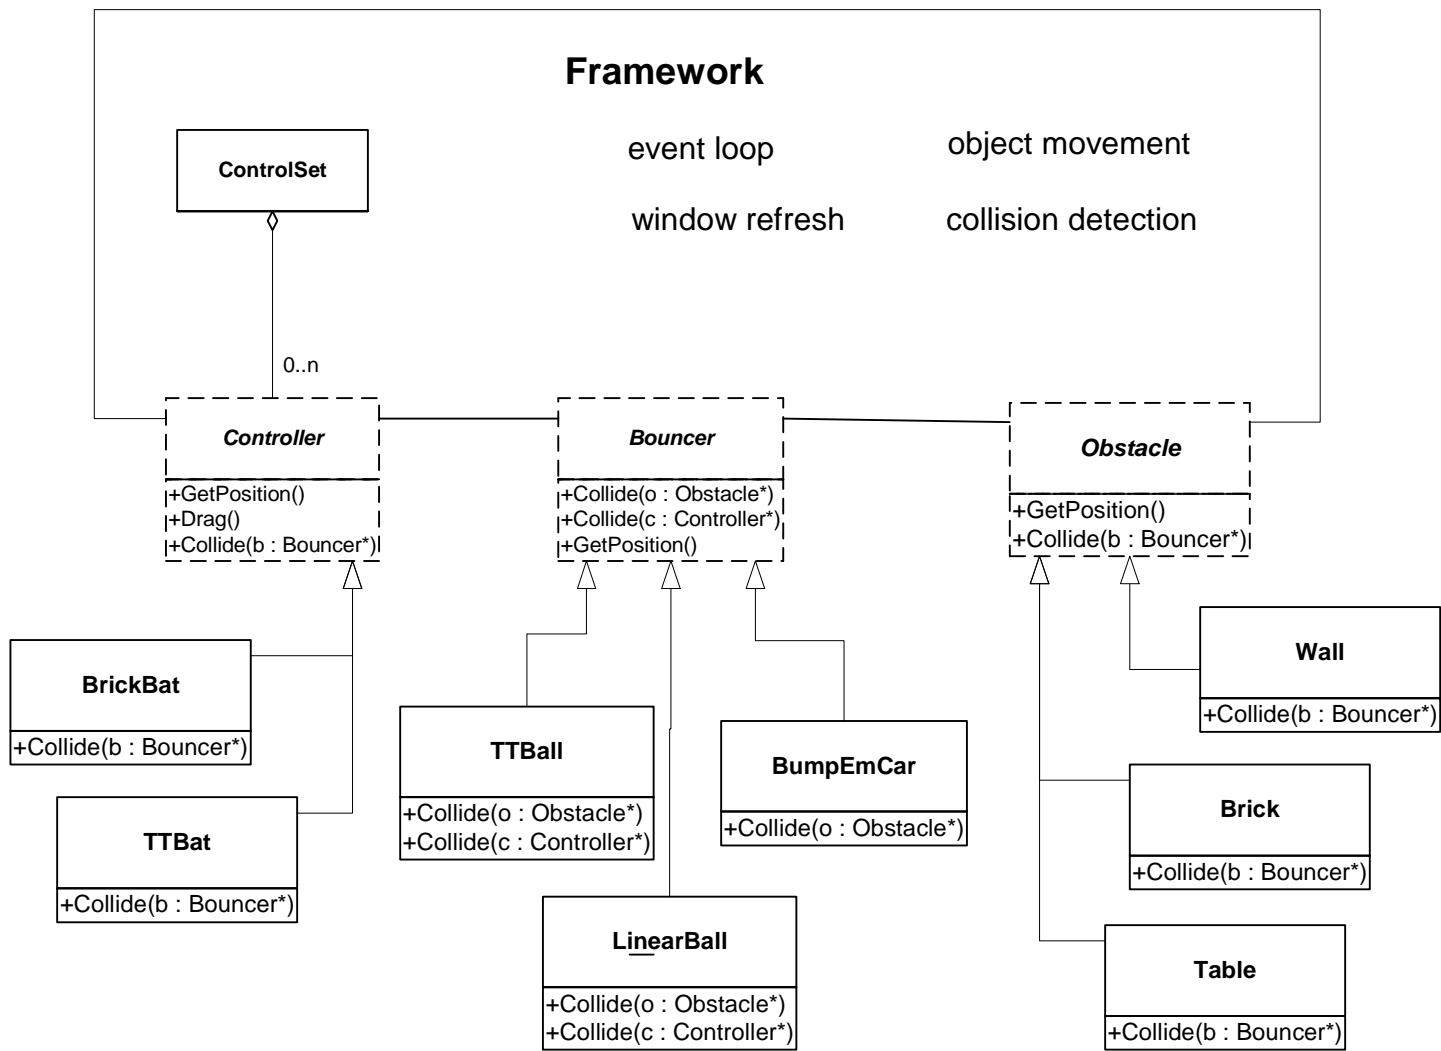 Framework
event loop
object movement
ControlSet
window refresh
collision detection
0..n
Controller
+GetPosition()
+Drag()
+Collide(b : Bouncer*)
Bouncer
+Collide(o : Obstacle*)
+Collide(c : Controller*)
+GetPosition()
Obstacle
+GetPosition()
+Collide(b : Bouncer*)
BrickBat
+Collide(b : Bouncer*)
TTBat
+Collide(b : Bouncer*)
TTBall
+Collide(o : Obstacle*)
+Collide(c : Controller*)
LinearBall
+Collide(o : Obstacle*)
+Collide(c : Controller*)
BumpEmCar
+Collide(o : Obstacle*)
Wall
+Collide(b : Bouncer*)
Brick
+Collide(b : Bouncer*)
Table
+Collide(b : Bouncer*)